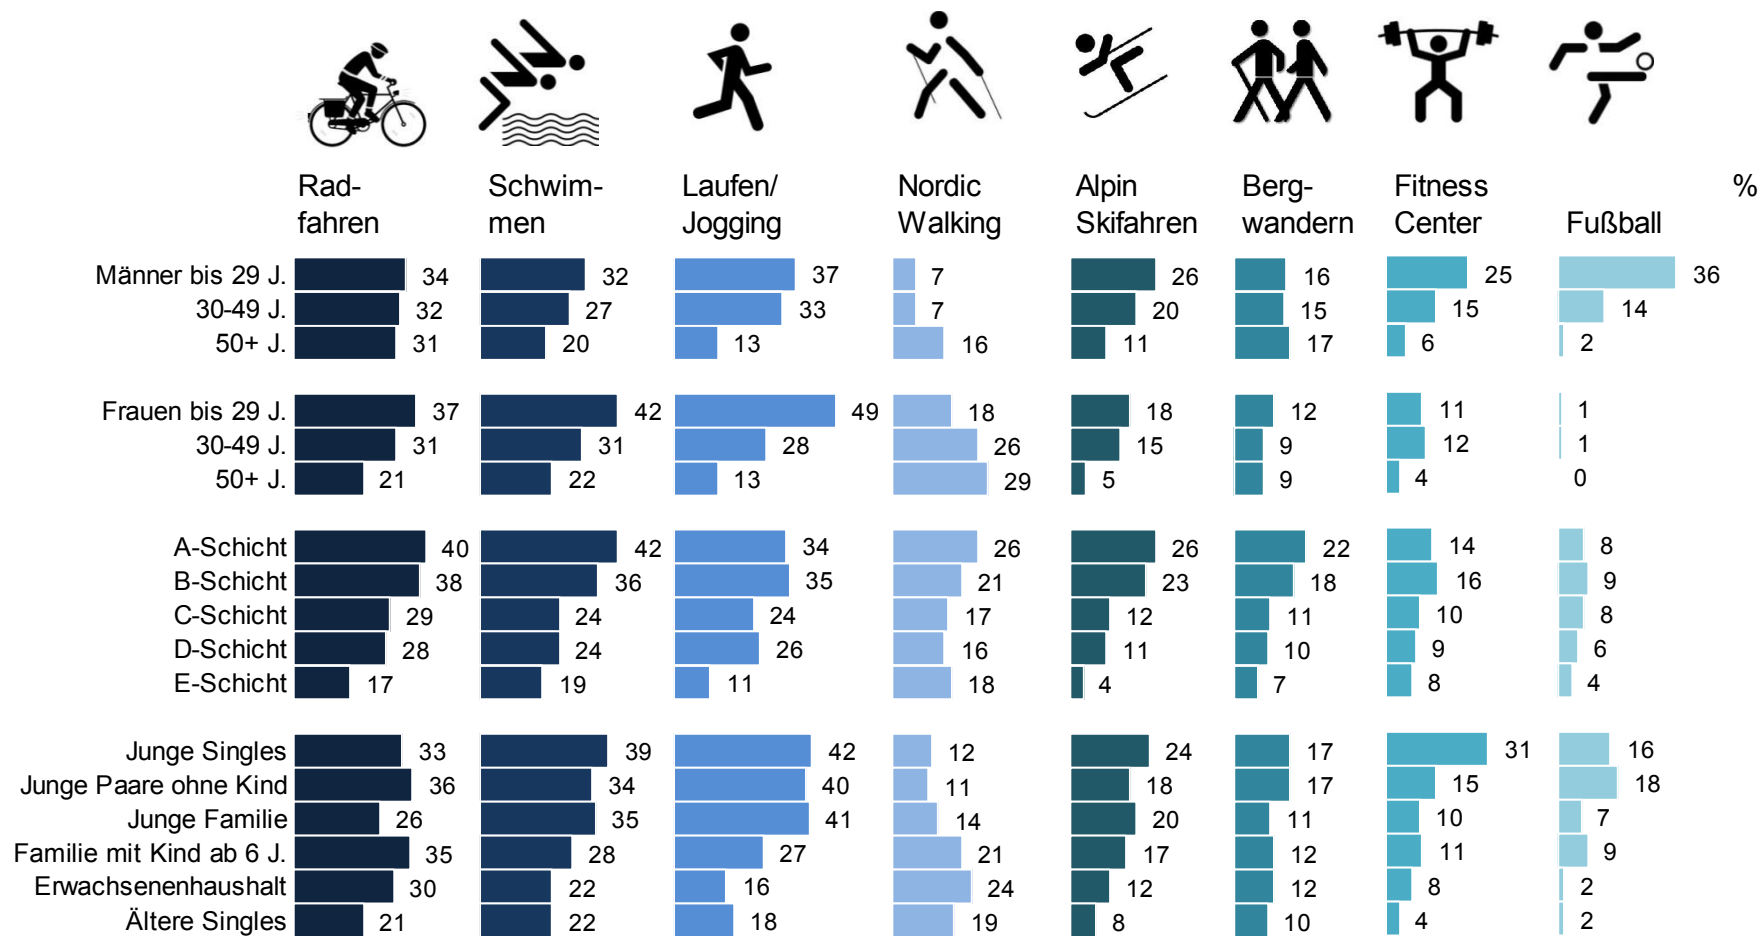 Rad-
fahren
Schwim-
men
Laufen/
Jogging
Nordic
Walking
Alpin
Skifahren
Berg-
wandern
Fitness
Center
Fußball
%
Männer bis 29 J. 34 32 37 7 26 16 25 36
30-49 J. 32 27 33 7 20 15 15 14
50+ J. 31 20 13 16 11 17 6 2
Frauen bis 29 J. 37 42 49 18 18 12 11 1
30-49 J. 31 31 28 26 15 9 12 1
50+ J. 21 22 13 29 5 9 4 0
A-Schicht 40 42 34 26 26 22 14 8
B-Schicht 38 36 35 21 23 18 16 9
C-Schicht 29 24 24 17 12 11 10 8
D-Schicht 28 24 26 16 11 10 9 6
E-Schicht 17 19 11 18 4 7 8 4
Junge Singles 33 39 42 12 24 17 31 16
Junge Paare ohne Kind 36 34 40 11 18 17 15 18
Junge Familie 26 35 41 14 20 11 10 7
Familie mit Kind ab 6 J. 35 28 27 21 17 12 11 9
Erwachsenenhaushalt 30 22 16 24 12 12 8 2
Ältere Singles 21 22 18 19 8 10 4 2